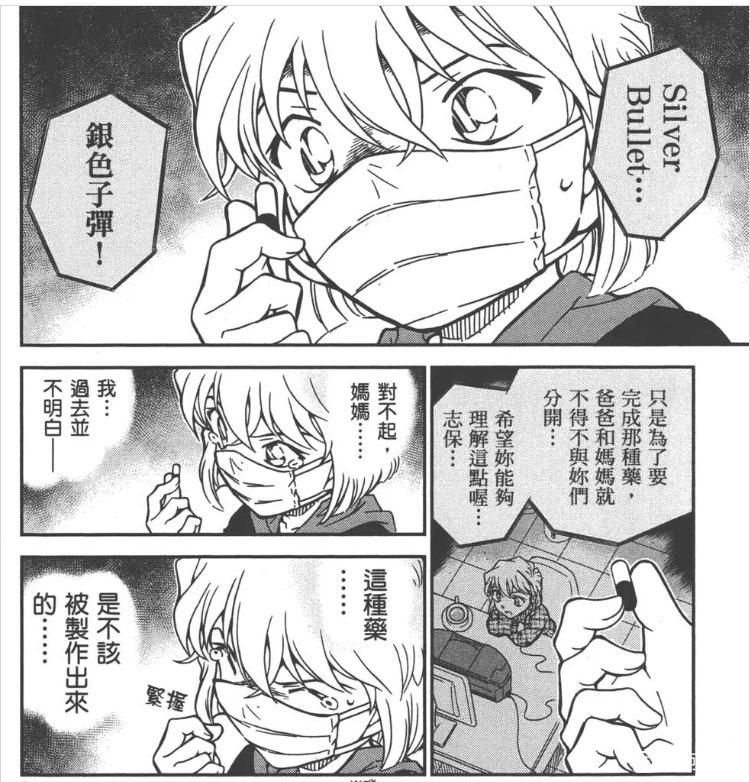 Silver
Bullet…
銀色子彈！
只是為了要
完成那種藥，
爸爸和媽媽就
不得不與妳們
分開…
希望妳能夠
理解這點喔…
志保…
對不起，
媽媽……
我…
過去並
不明白——
這種藥
……
是不該
被製作出來
的……
緊握